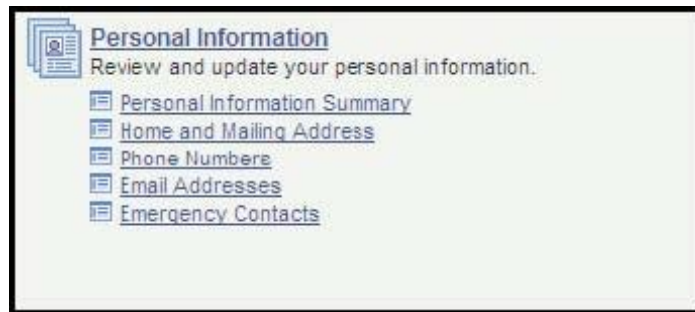 Personal Information
Review and update your personal information.
Personal Information Summary
Home and Mailing Address
Phone Numbers
Email Addresses
Emergency Contacts